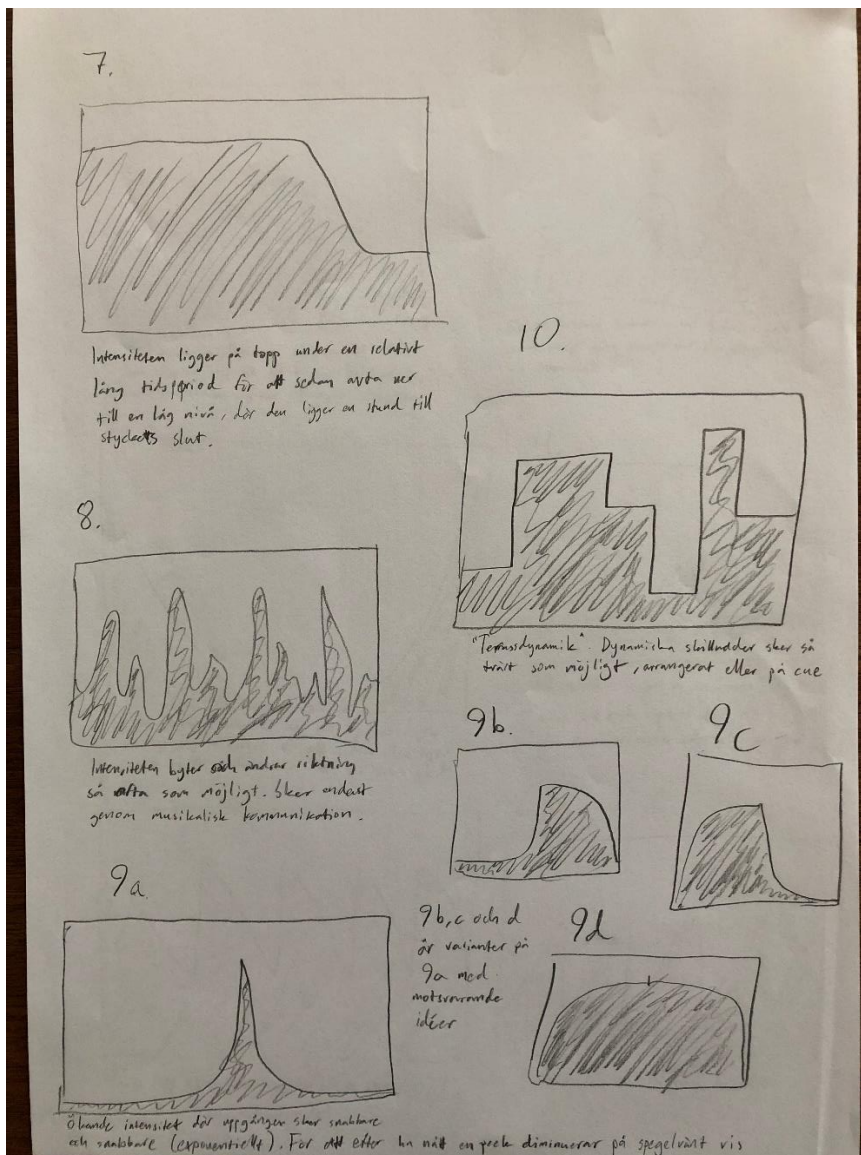 7.
Intensiteten ligger på topp under en relativt
lång tidsperiod för att sedan avta ner
till en låg nivå, där den ligger en stund till
styckets slut.
8.
Intensiteten byter och ändrar riktning
så ofta som möjligt. Sker endast
genom musikalisk kommunikation.
9a.
Ökande intensitet där uppgången sker snabbare
och snabbare (exponentiellt). För att efter ha nått en peek diminuerar på spegelvänt vis
10.
"Terrassdynamik". Dynamiska skillnader sker så
tvärt som möjligt, arrangerat eller på cue
9b.
9c
9b, c och d
är varianter på
9a med
motsvarande
idéer
9d